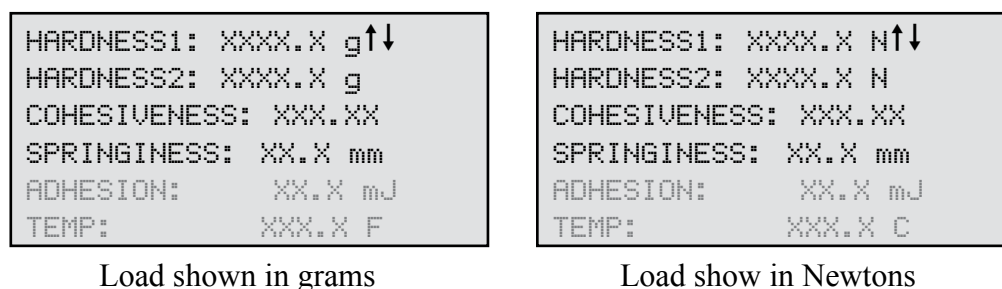 HARDNESS1: XXXX.X g↑↓
HARDNESS2: XXXX.X g
COHESIVENESS: XXX.XX
SPRINGINESS: XX.X mm
ADHESION: XX.X mJ
TEMP: XXX.X F
Load shown in grams
HARDNESS1: XXXX.X N↑↓
HARDNESS2: XXXX.X N
COHESIVENESS: XXX.XX
SPRINGINESS: XX.X mm
ADHESION: XX.X mJ
TEMP: XXX.X C
Load show in Newtons